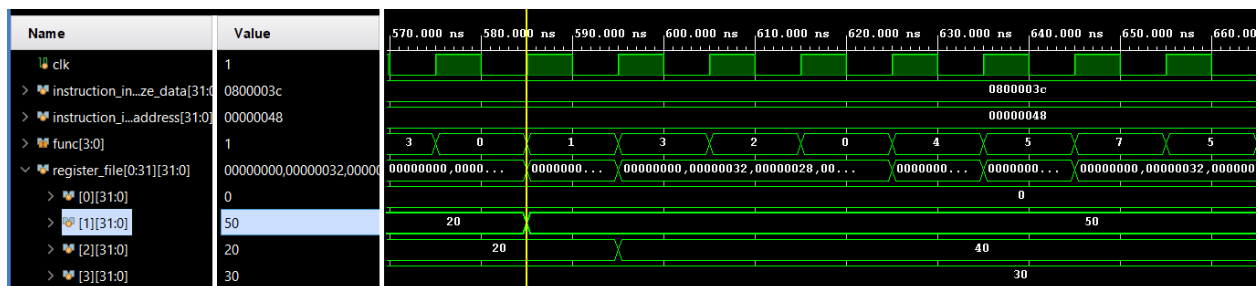 Name Value 570.000 ns 580.000 ns 590.000 ns 600.000 ns 610.000 ns 620.000 ns 630.000 ns 640.000 ns 650.000 ns 660.00
clk 1
instruction_in...ze_data[31:0 0800003c 0800003c
instruction_i...address[31:0] 00000048 00000048
func[3:0] 1 3 0 1 3 2 0 4 5 7 5
register_file[0:31][31:0] 00000000,00000032,0000 00000000,0000... 0000000... 00000000,00000032,00000028,00... 0000000... 0000000... 00000000,00000032,000000
[0][31:0] 0 0
[1][31:0] 50 20 50
[2][31:0] 20 20 40
[3][31:0] 30 30